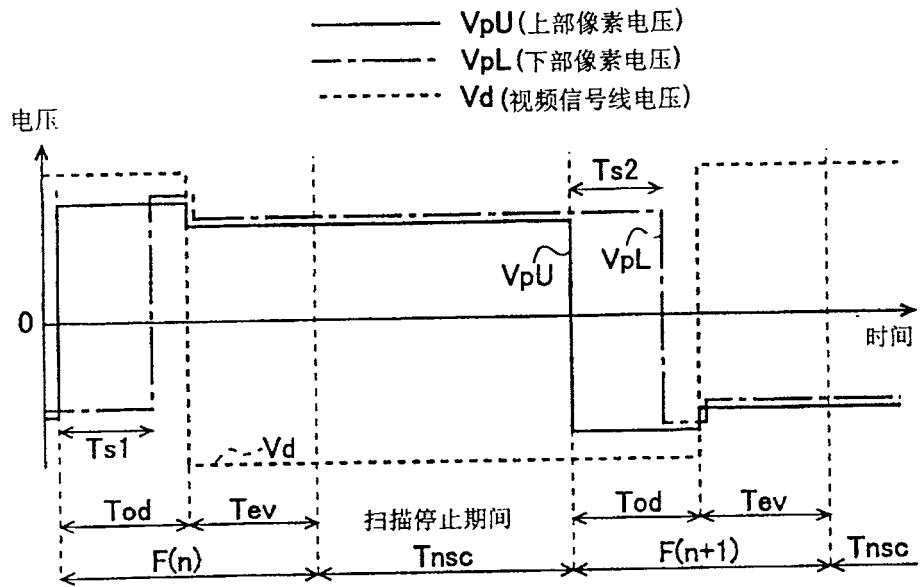 VpU(上部像素电压)
VpL(下部像素电压)
Vd(视频信号线电压)
电压
Ts2
VpU
VpL
0
时间
Ts1
Vd
Tod
Tev
扫描停止期间
Tod
Tev
F(n)
Tnsc
F(n+1)
Tnsc